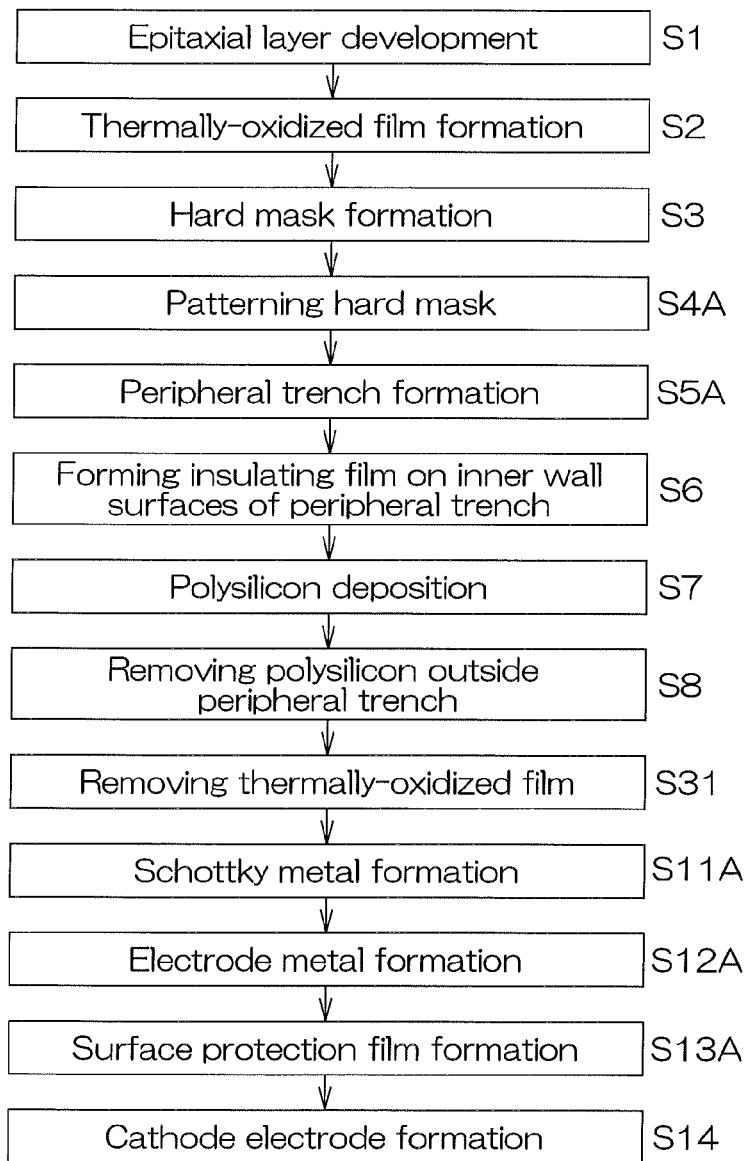 Epitaxial layer development S1
Thermally-oxidized film formation S2
Hard mask formation S3
Patterning hard mask S4A
Peripheral trench formation S5A
Forming insulating film on inner wall
surfaces of peripheral trench S6
Polysilicon deposition S7
Removing polysilicon outside
peripheral trench S8
Removing thermally-oxidized film S31
Schottky metal formation S11A
Electrode metal formation S12A
Surface protection film formation S13A
Cathode electrode formation S14